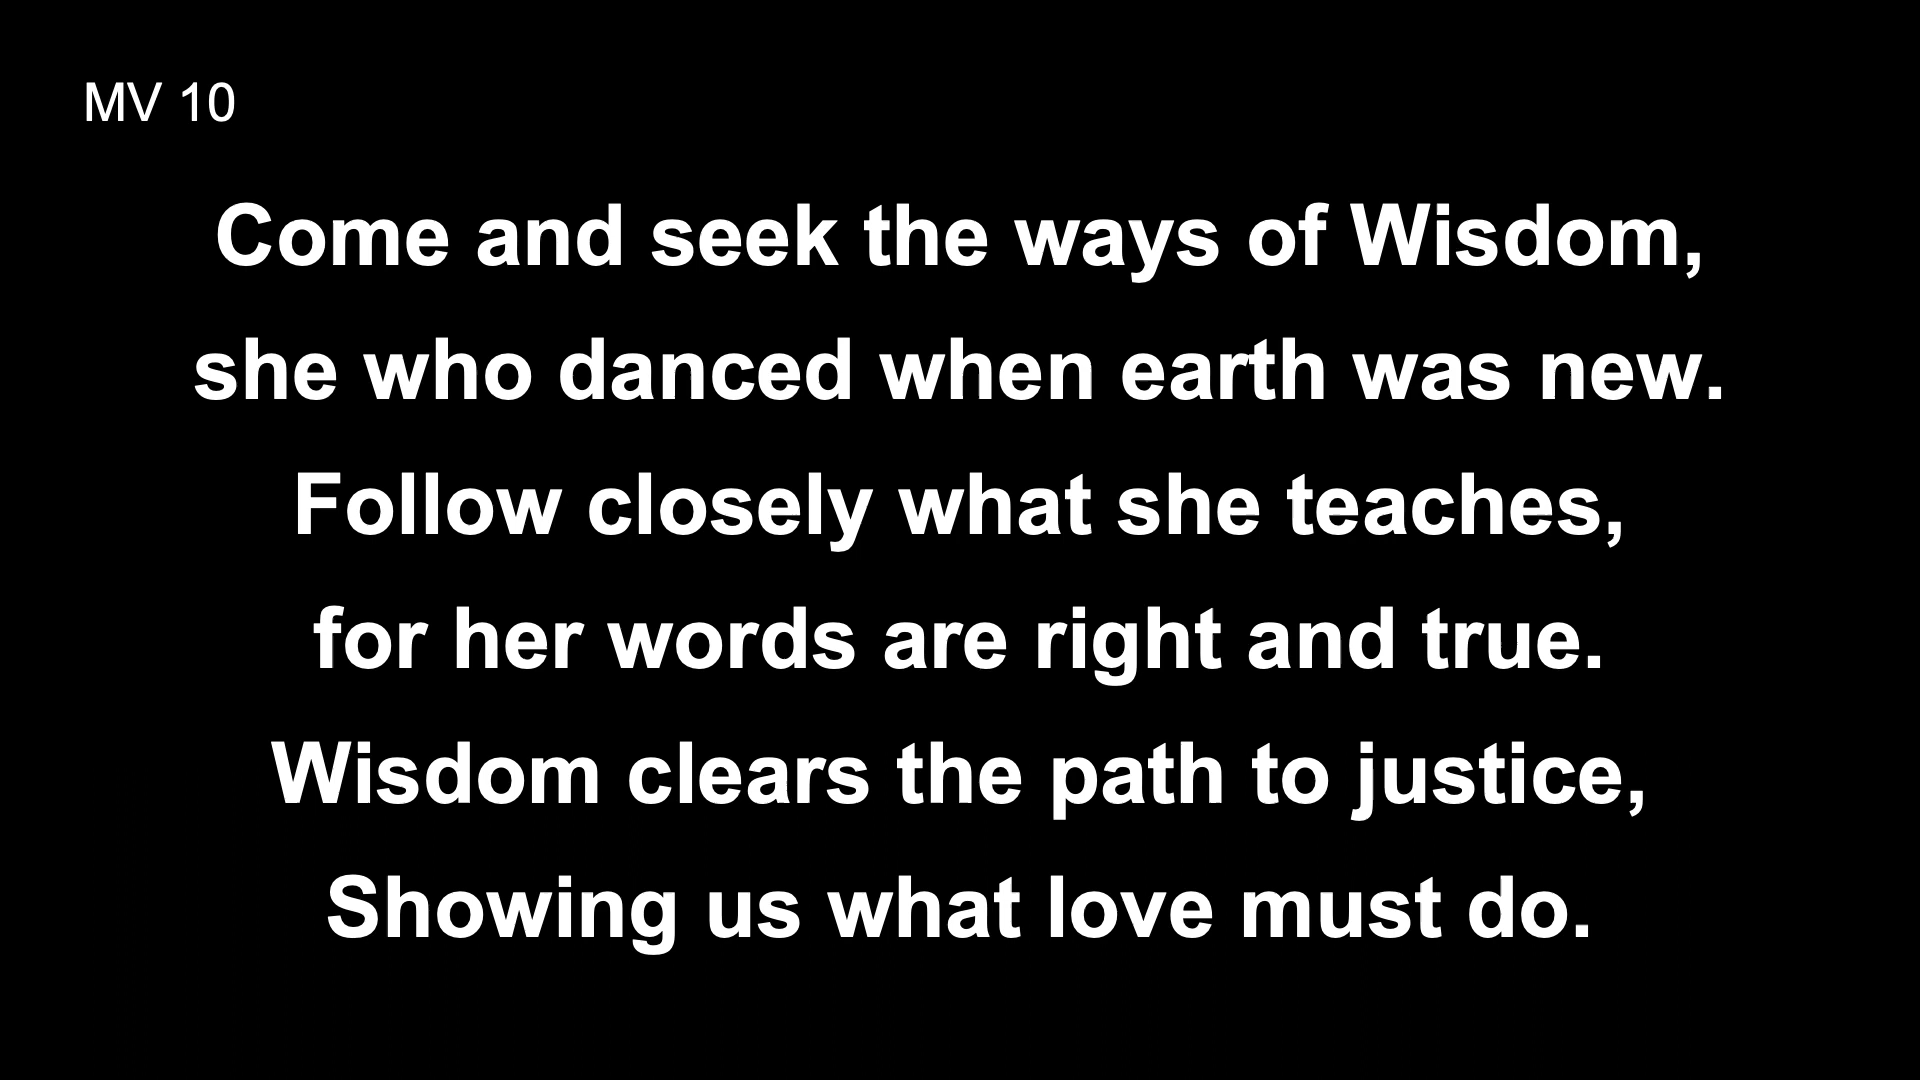 MV 10
Come and seek the ways of Wisdom,
she who danced when earth was new.
Follow closely what she teaches,
for her words are right and true.
Wisdom clears the path to justice,
Showing us what love must do.